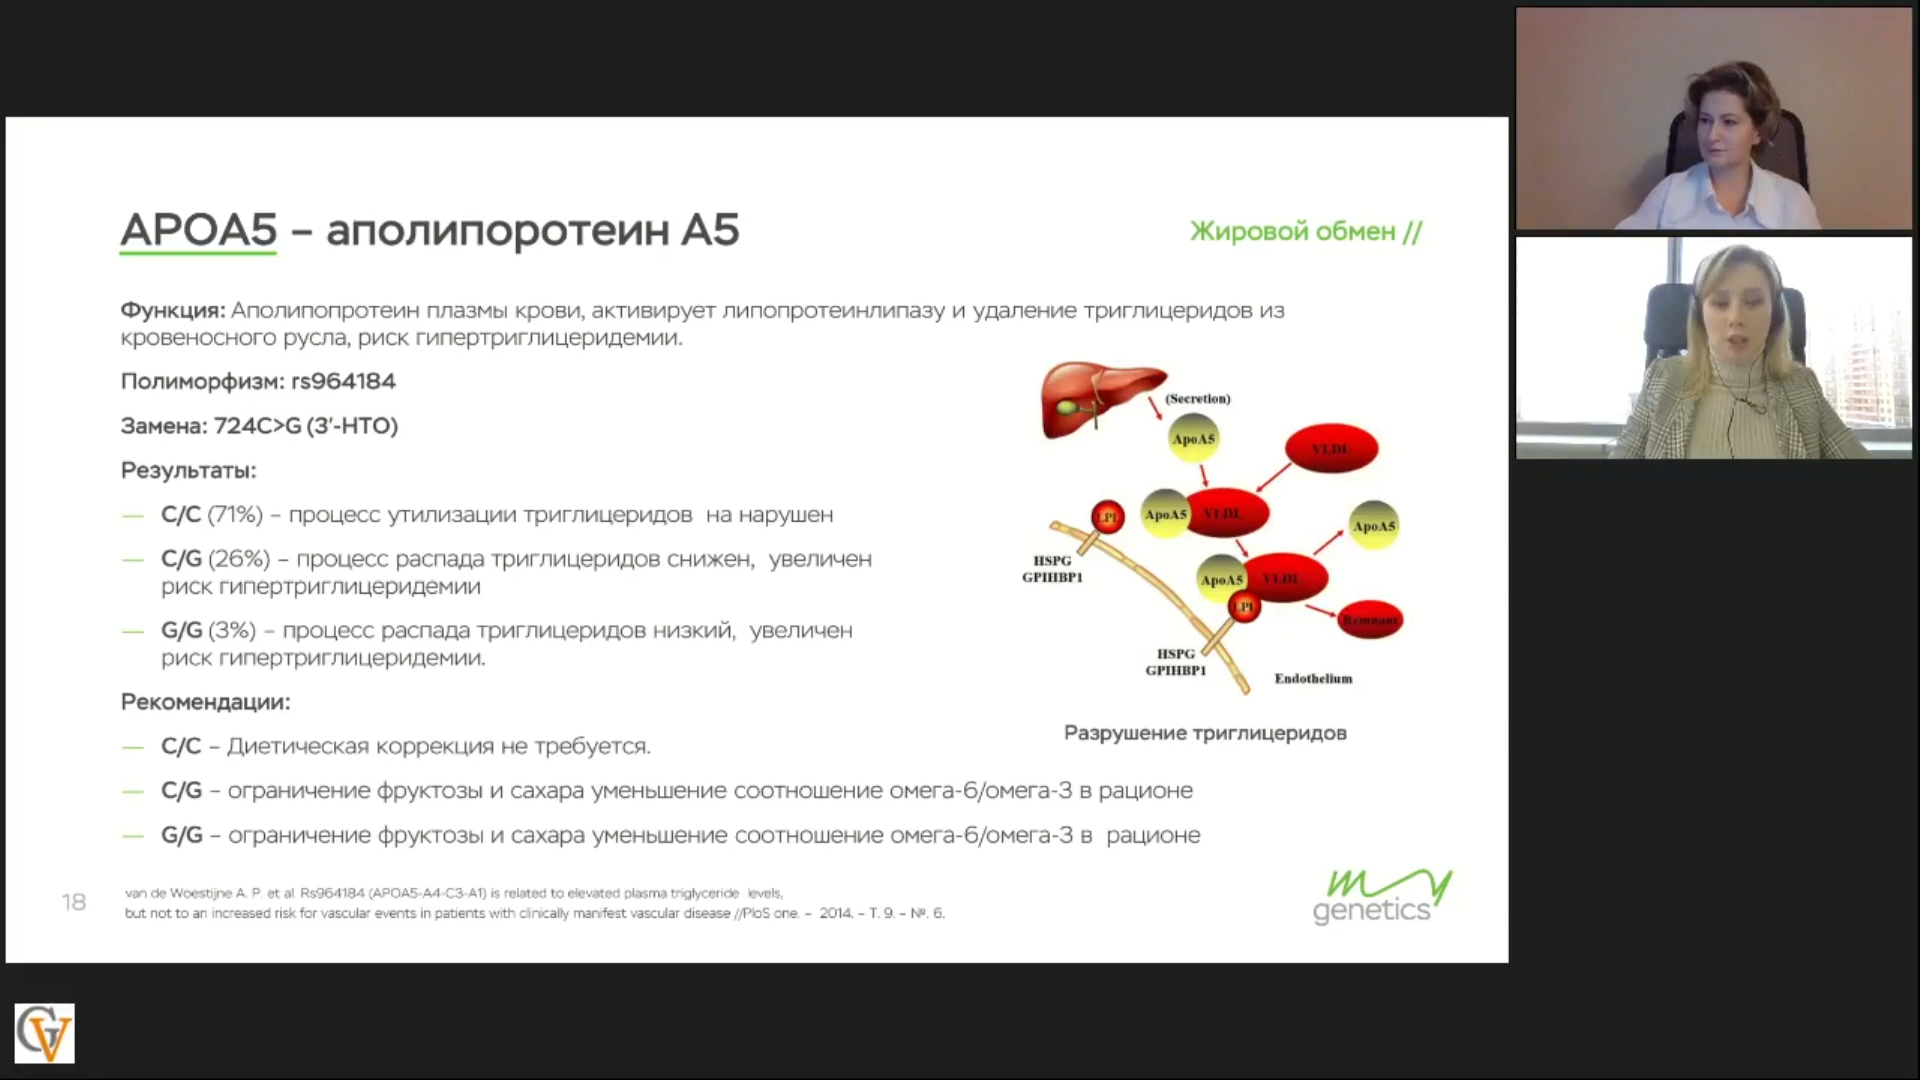 APOA5 – аполипоротеин А5
Жировой обмен //
Функция: Аполипопротеин плазмы крови, активирует липопротеинлипазу и удаление триглицеридов из
кровеносного русла, риск гипертриглицеридемии.
Полиморфизм: rs964184
Замена: 724C>G (3'-НТО)
Результаты:
— C/C (71%) – процесс утилизации триглицеридов на нарушен
— C/G (26%) – процесс распада триглицеридов снижен, увеличен
риск гипертриглицеридемии
— G/G (3%) – процесс распада триглицеридов низкий, увеличен
риск гипертриглицеридемии.
Рекомендации:
— C/C – Диетическая коррекция не требуется.
— C/G – ограничение фруктозы и сахара уменьшение соотношение омега-6/омега-3 в рационе
— G/G – ограничение фруктозы и сахара уменьшение соотношение омега-6/омега-3 в рационе
(Secretion)
ApoA5
VLDL
ApoA5
VLDL
LPL
ApoA5
HSPG
GPIHBP1
ApoA5
VLDL
LPL
Remnant
HSPG
GPIHBP1
Endothelium
Разрушение триглицеридов
18
van de Woestijne A. P. et al. Rs964184 (APOA5-A4-C3-A1) is related to elevated plasma triglyceride levels,
but not to an increased risk for vascular events in patients with clinically manifest vascular disease //PloS one. – 2014. – Т. 9. – №. 6.
my
genetics
GV